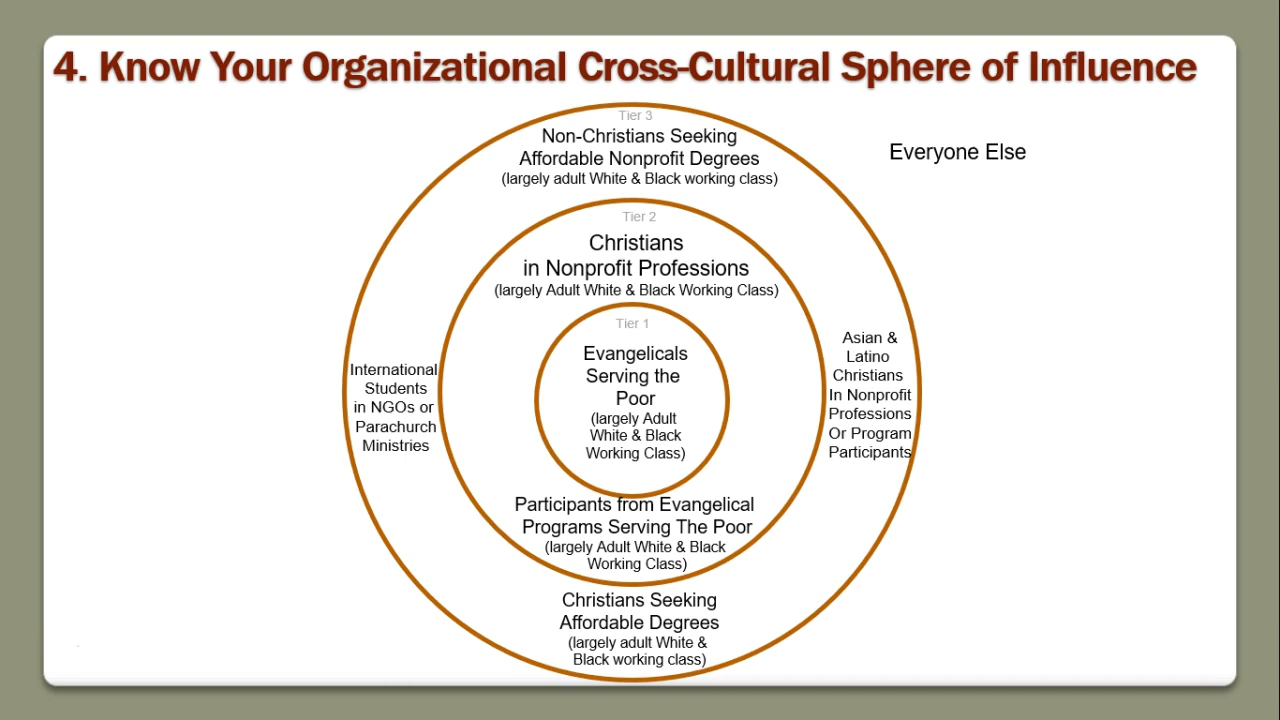 4. Know Your Organizational Cross-Cultural Sphere of Influence
Tier 3
Non-Christians Seeking
Affordable Nonprofit Degrees
(largely adult White & Black working class)
Everyone Else
Tier 2
Christians
in Nonprofit Professions
(largely Adult White & Black Working Class)
Tier 1
Evangelicals
Serving the
Poor
(largely Adult
White & Black
Working Class)
International
Students
in NGOs or
Parachurch
Ministries
Asian &
Latino
Christians
In Nonprofit
Professions
Or Program
Participants
Participants from Evangelical
Programs Serving The Poor
(largely Adult White & Black
Working Class)
Christians Seeking
Affordable Degrees
(largely adult White &
Black working class)